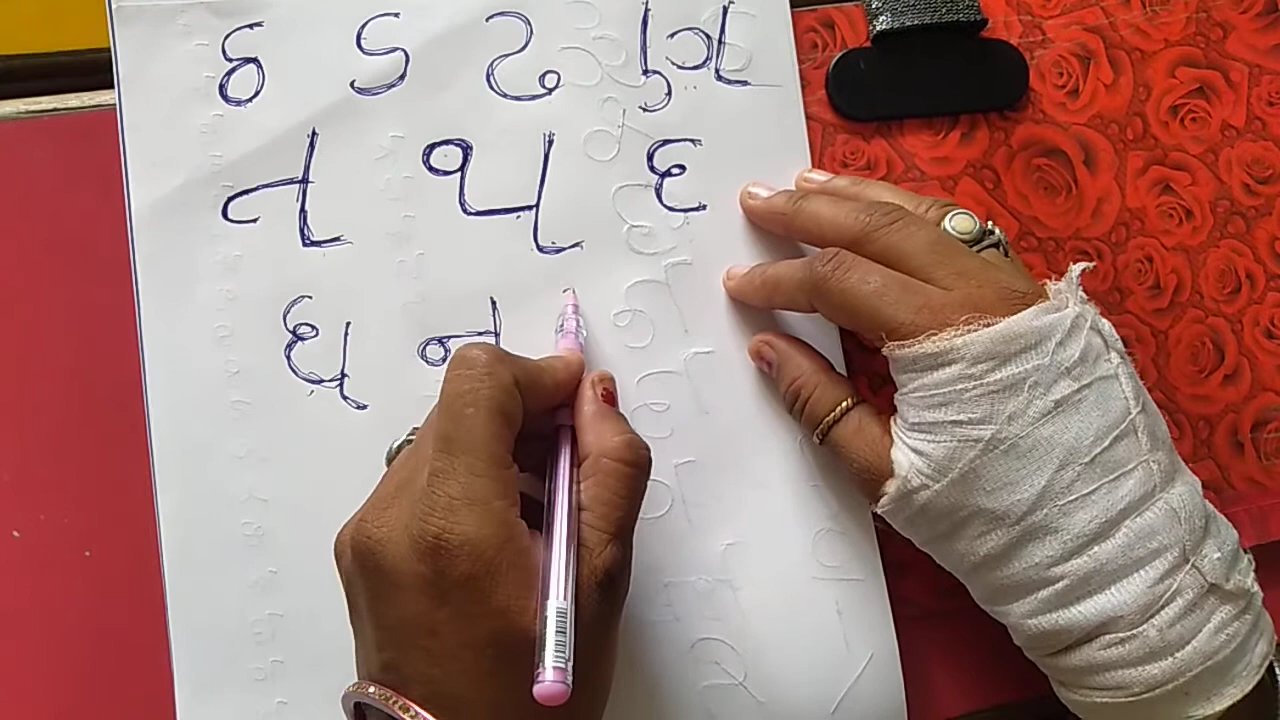 ઠ ડ ઢ ણ
ત થ દ
ધ ન